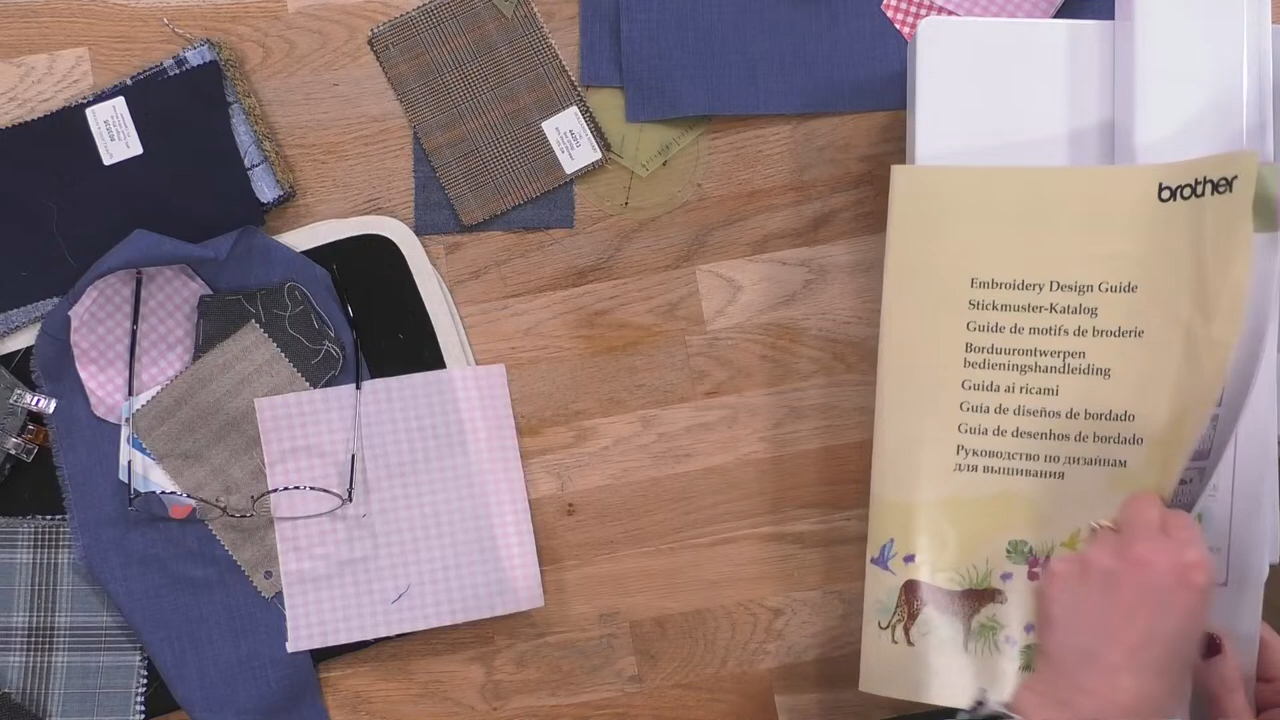 brother
Embroidery Design Guide
Stickmuster-Katalog
Guide de motifs de broderie
Borduurontwerpen
bedieningshandleiding
Guida ai ricami
Guía de diseños de bordado
Guia de desenhos de bordado
Руководство по дизайнам
для вышивания